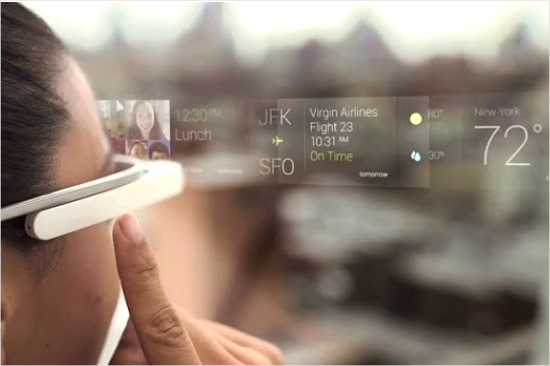 12:30 PM
Lunch
JFK
SFO
Virgin Airlines
Flight 23
10:31 AM
On Time
tomorrow
80°
30%
New York
72°